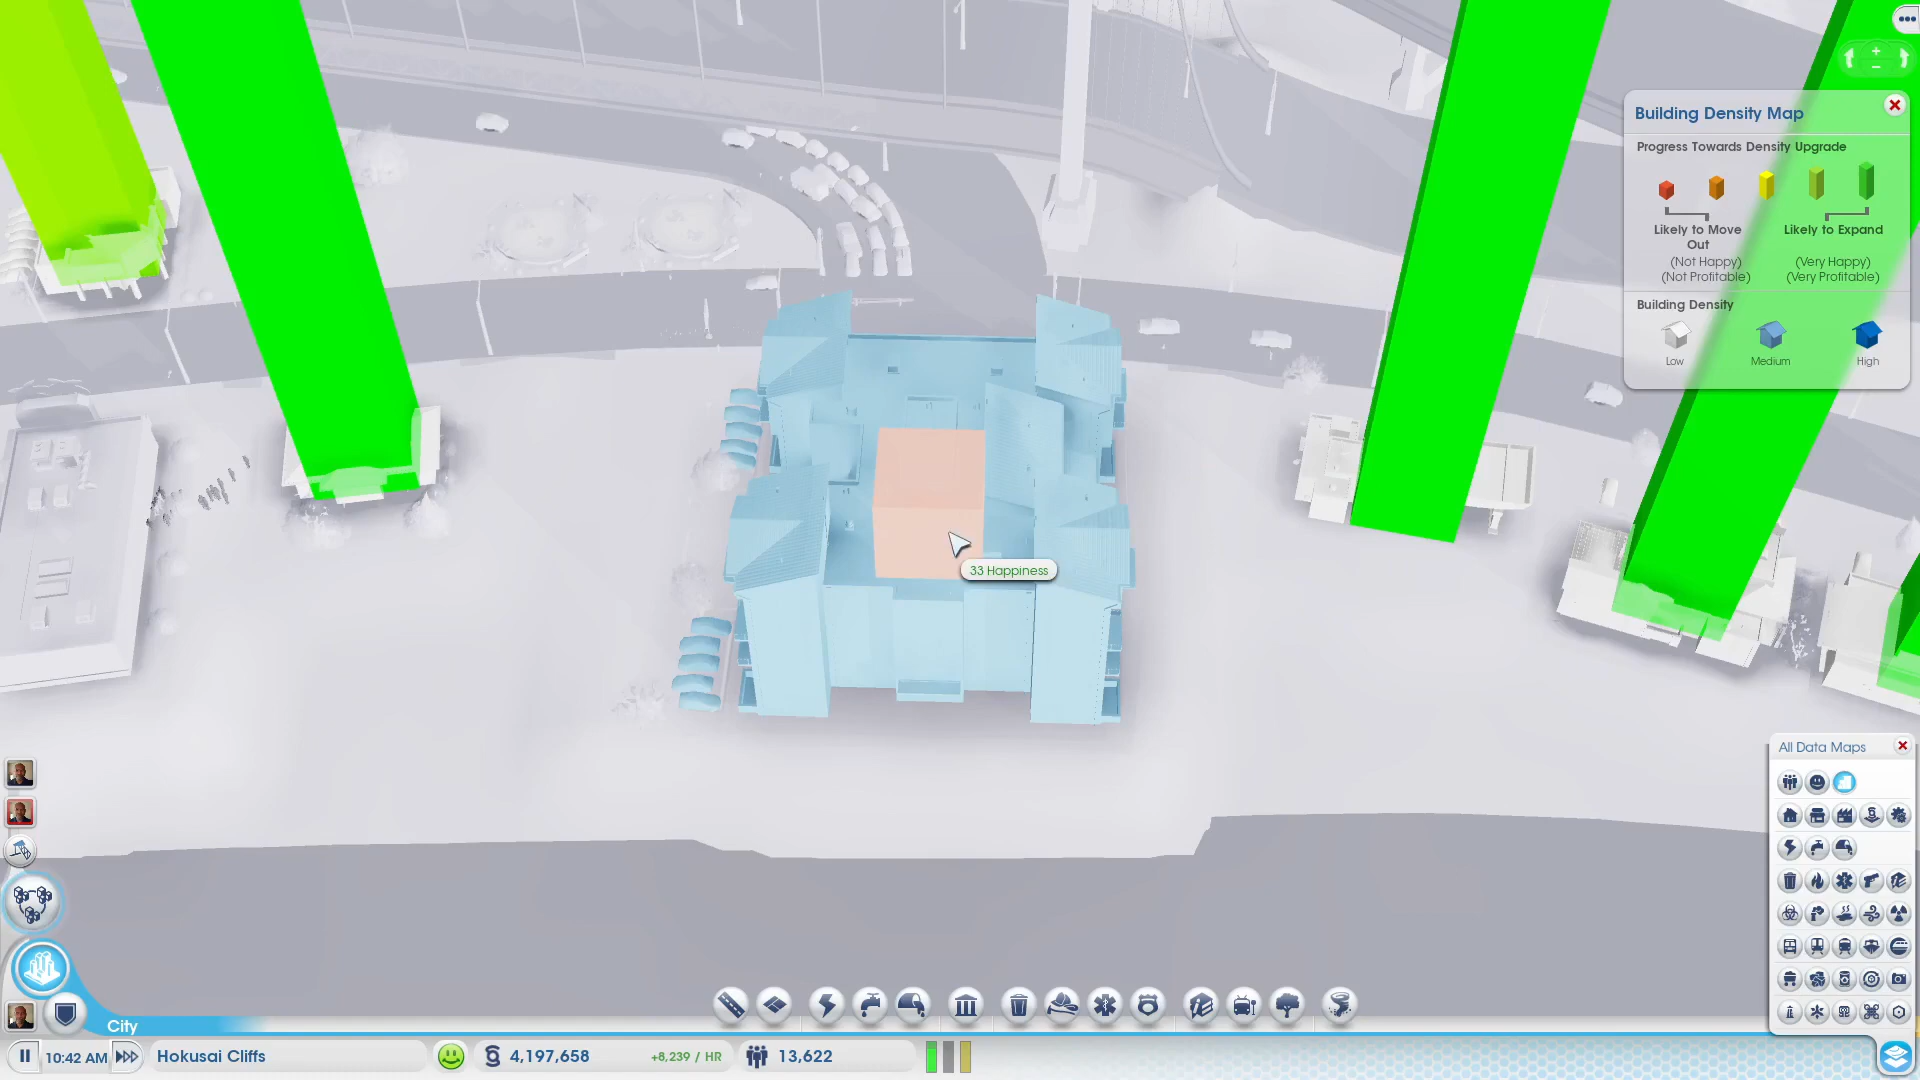 Building Density Map
Progress Towards Density Upgrade
Likely to Move
Out
(Not Happy)
(Not Profitable)
Likely to Expand
(Very Happy)
(Very Profitable)
Building Density
Low
Medium
High
33 Happiness
All Data Maps
City
10:42 AM
Hokusai Cliffs
4,197,658
+8,239 / HR
13,622